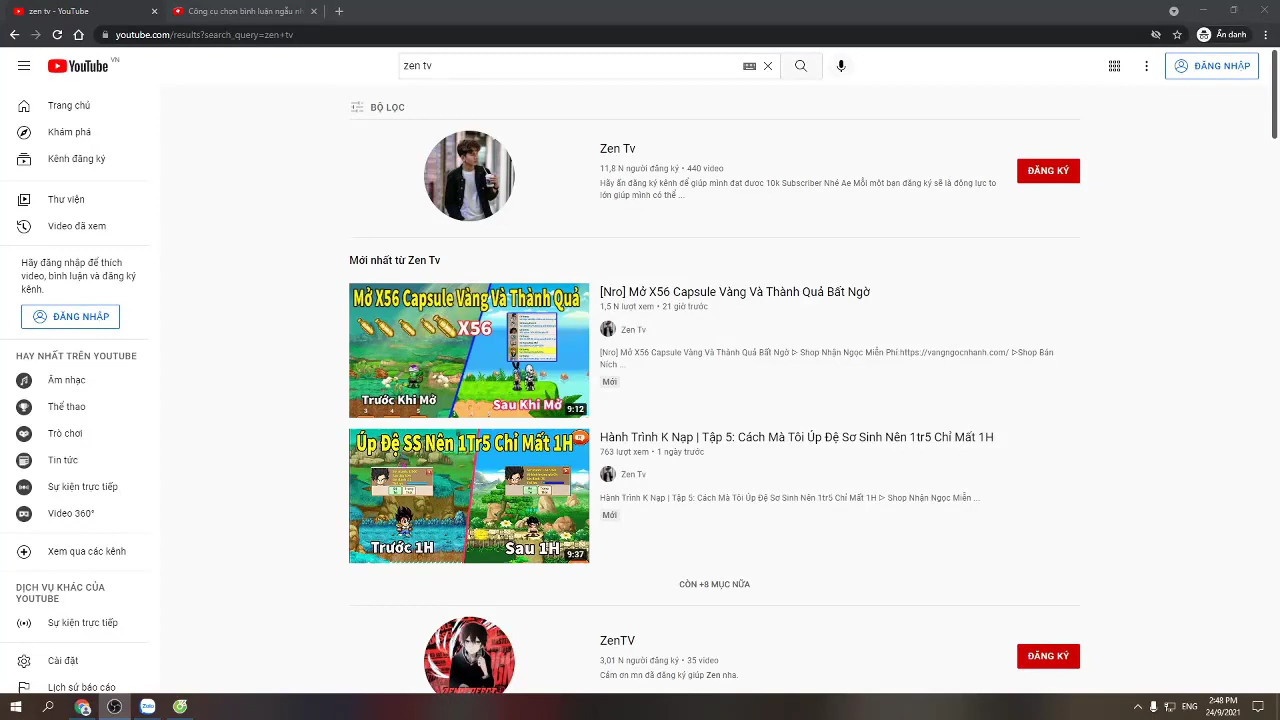 zen tv - YouTube
Công cụ chọn bình luận ngẫu nh
youtube.com/results?search_query=zen+tv
Ẩn danh
YouTube VN
zen tv
ĐĂNG NHẬP
Trang chủ
Khám phá
Kênh đăng ký
Thư viện
Video đã xem
Hãy đăng nhập để thích
video, bình luận và đăng ký
kênh.
ĐĂNG NHẬP
HAY NHẤT TRÊN YOUTUBE
Âm nhạc
Thể thao
Trò chơi
Tin tức
Sự kiện trực tiếp
Video 360°
Xem qua các kênh
DỊCH VỤ KHÁC CỦA
YOUTUBE
Sự kiện trực tiếp
Cài đặt
Lịch sử báo cáo
BỘ LỌC
Zen Tv
11,8 N người đăng ký • 440 video
Hãy ấn đăng ký kênh để giúp mình đạt được 10k Subscriber Nhé Ae Mỗi một bạn đăng ký sẽ là động lực to
lớn giúp mình có thể ...
ĐĂNG KÝ
Mới nhất từ Zen Tv
Mở X56 Capsule Vàng Và Thành Quả
X56
Trước Khi Mở
Sau Khi Mở
9:12
[Nro] Mở X56 Capsule Vàng Và Thành Quả Bất Ngờ
1,5 N lượt xem • 21 giờ trước
Zen Tv
[Nro] Mở X56 Capsule Vàng Và Thành Quả Bất Ngờ ▷ Shop Nhận Ngọc Miễn Phí:https://vangngocnhanh.com/ ▷Shop Bán
Ních ...
Mới
Úp Đệ SS Nên 1Tr5 Chỉ Mất 1H
Trước 1H
Sau 1H
9:37
Hành Trình K Nạp | Tập 5: Cách Mà Tôi Úp Đệ Sơ Sinh Nên 1tr5 Chỉ Mất 1H
763 lượt xem • 1 ngày trước
Zen Tv
Hành Trình K Nạp | Tập 5: Cách Mà Tôi Úp Đệ Sơ Sinh Nên 1tr5 Chỉ Mất 1H ▷ Shop Nhận Ngọc Miễn ...
Mới
CÒN +8 MỤC NỮA
ZenTV
3,01 N người đăng ký • 35 video
Cảm ơn mn đã đăng ký giúp Zen nha.
ĐĂNG KÝ
Zalo
ENG
2:48 PM
24/9/2021